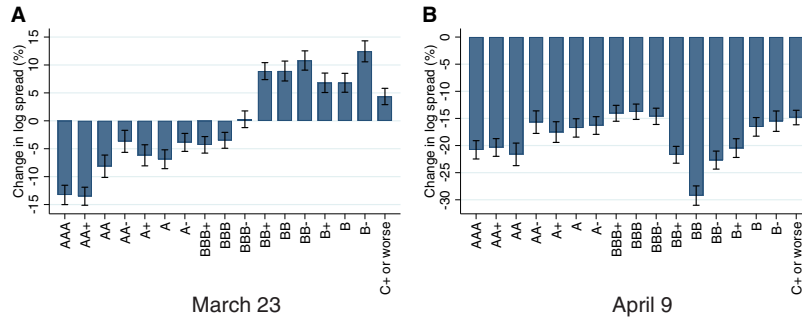 A
Change in log spread (%)
15
10
5
0
-5
-10
-15
AAA
AA+
AA
AA-
A+
A
A-
BBB+
BBB
BBB-
BB+
BB
BB-
B+
B
B-
C+ or worse
March 23
B
Change in log spread (%)
0
-5
-10
-15
-20
-25
-30
AAA
AA+
AA
AA-
A+
A
A-
BBB+
BBB
BBB-
BB+
BB
BB-
B+
B
B-
C+ or worse
April 9